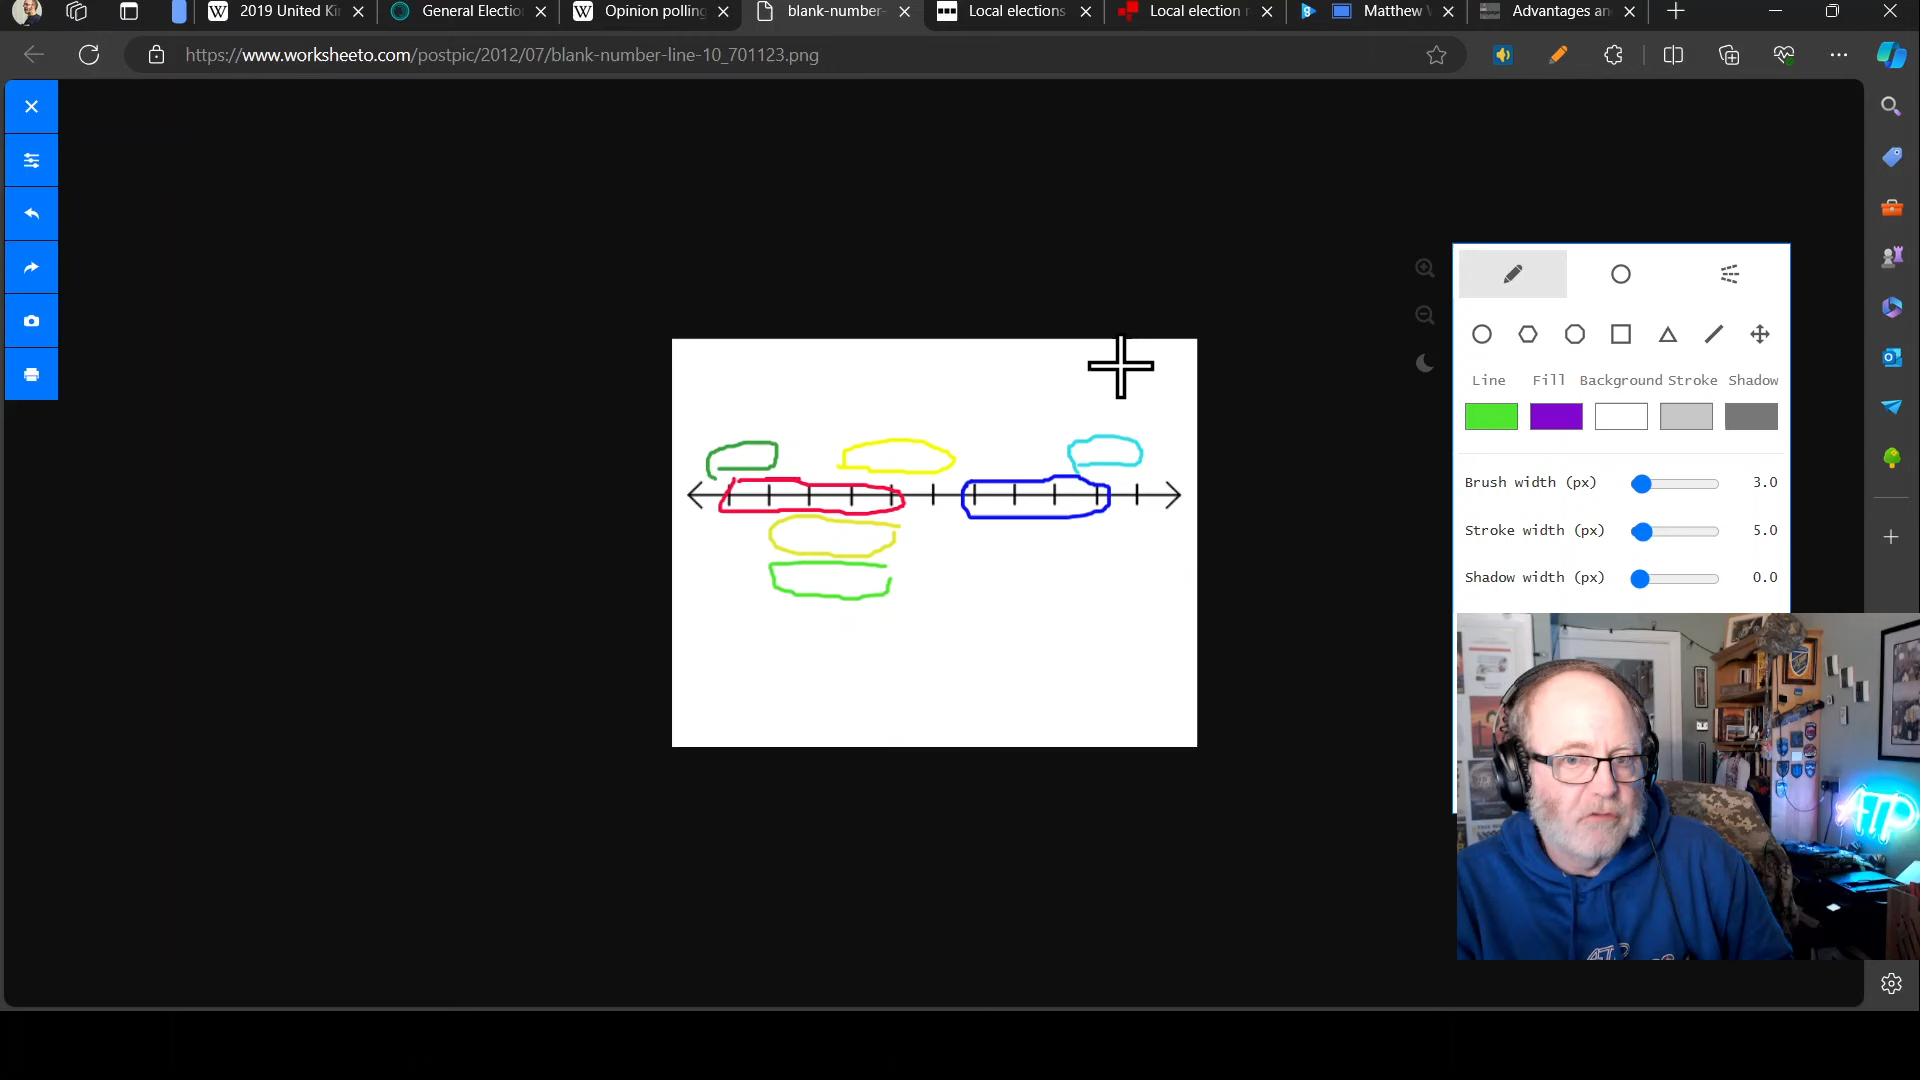 2019 United Ki
General Electio
Opinion polling
blank-number-
Local elections
Local election r
Matthew
Advantages an
https://www.worksheeto.com/postpic/2012/07/blank-number-line-10_701123.png
Line Fill Background Stroke Shadow
Brush width (px) 3.0
Stroke width (px) 5.0
Shadow width (px) 0.0
ATP
ATP